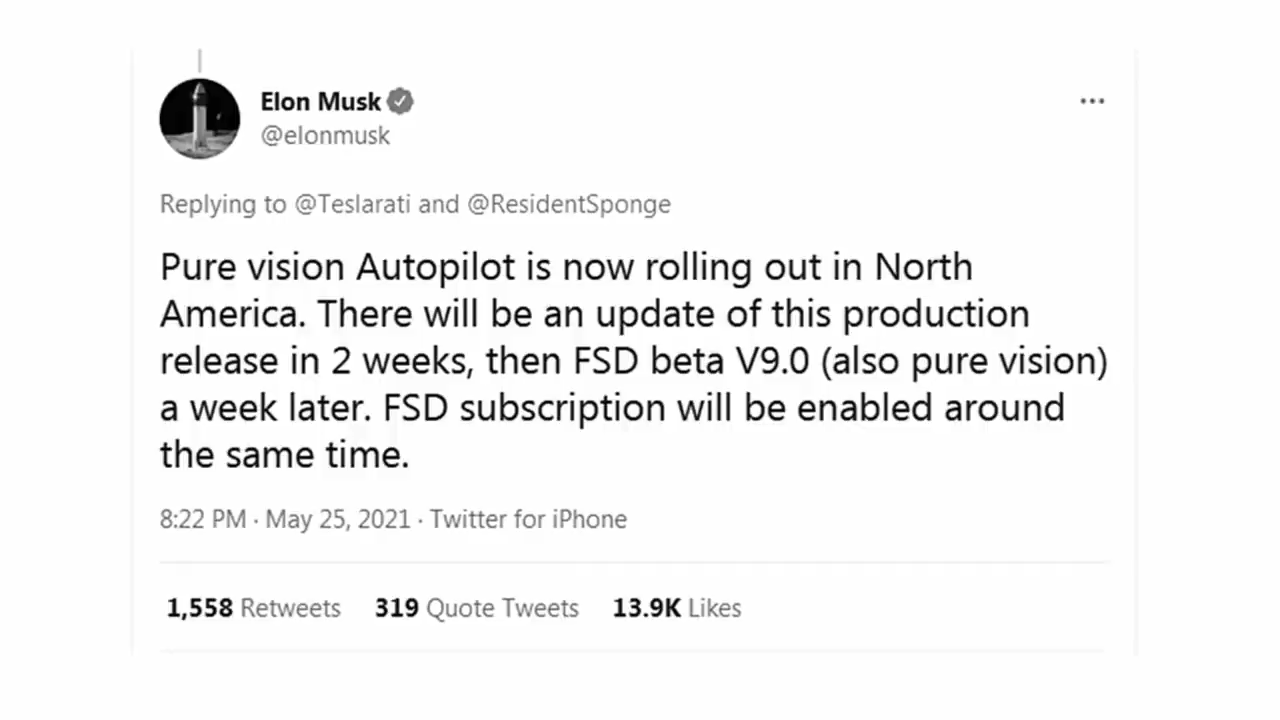 Elon Musk
@elonmusk
Replying to @Teslarati and @ResidentSponge
Pure vision Autopilot is now rolling out in North
America. There will be an update of this production
release in 2 weeks, then FSD beta V9.0 (also pure vision)
a week later. FSD subscription will be enabled around
the same time.
8:22 PM · May 25, 2021 · Twitter for iPhone
1,558 Retweets 319 Quote Tweets 13.9K Likes